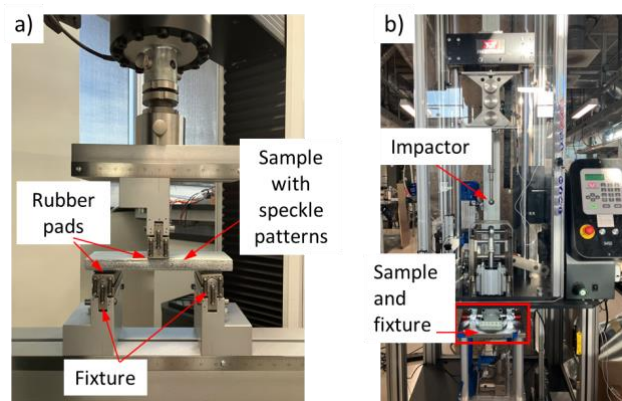 a)
Rubber
pads
Sample
with
speckle
patterns
Fixture
b)
Impactor
Sample
and
fixture